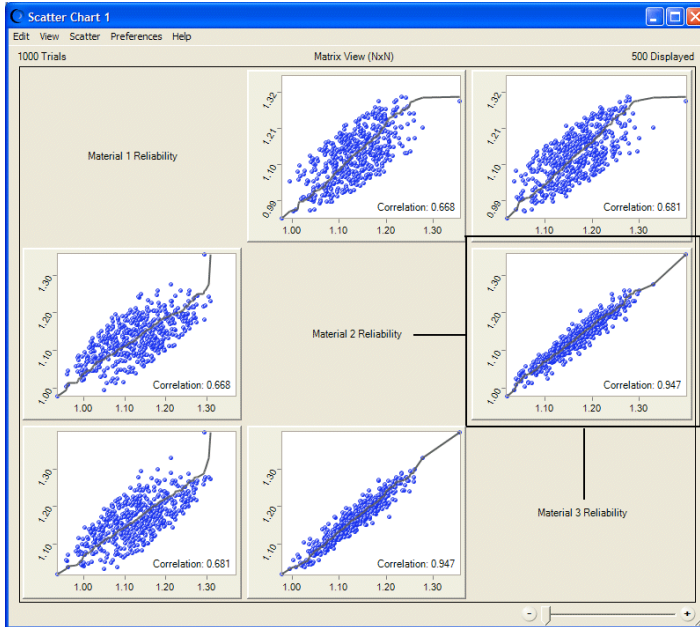 Scatter Chart 1
Edit View Scatter Preferences Help
1000 Trials Matrix View (NxN) 500 Displayed
Material 1 Reliability
1.32
1.21
1.10
0.99
Correlation: 0.668
1.00 1.10 1.20 1.30
1.32
1.21
1.10
0.99
Correlation: 0.681
1.10 1.20 1.30 1.40
1.30
1.20
1.10
1.00
Correlation: 0.668
1.00 1.10 1.20 1.30
Material 2 Reliability
1.30
1.20
1.10
1.00
Correlation: 0.947
1.10 1.20 1.30 1.40
1.30
1.20
1.10
Correlation: 0.681
1.00 1.10 1.20 1.30
1.30
1.20
1.10
Correlation: 0.947
1.00 1.10 1.20 1.30
Material 3 Reliability